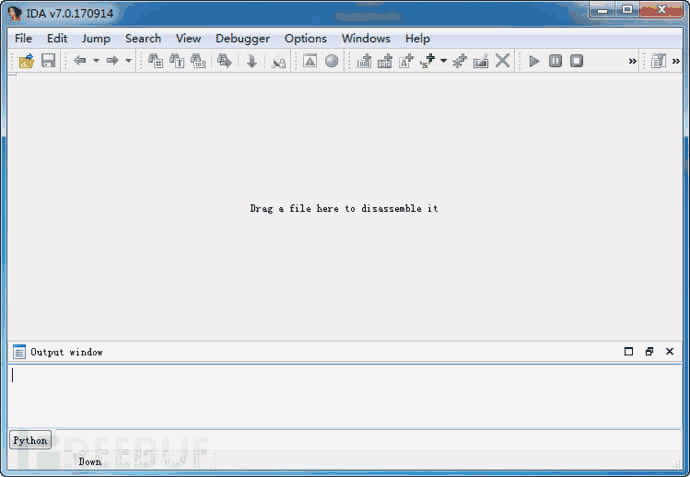 IDA v7.0.170914
File Edit Jump Search View Debugger Options Windows Help
Drag a file here to disassemble it
Output window
Python
REEBUF
Down